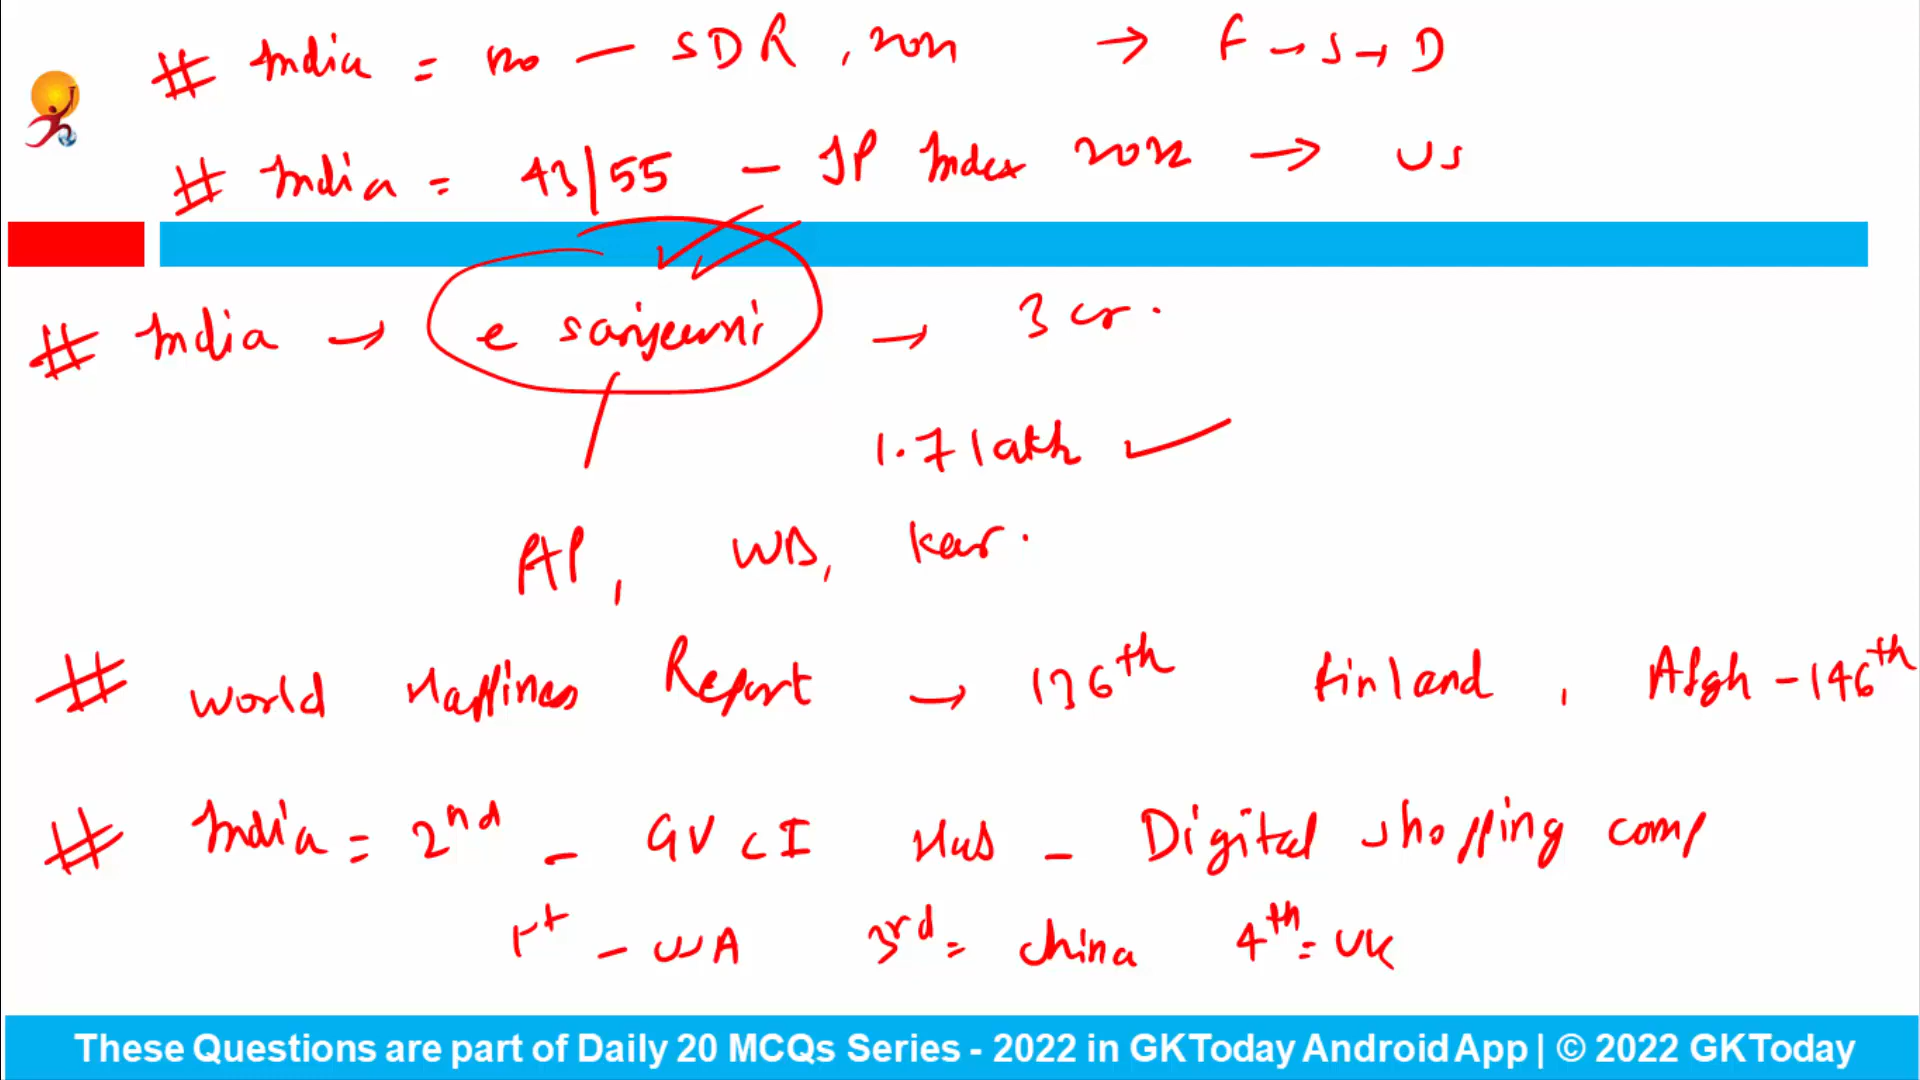 # India = 120 - SDR, 2021 → F → S → D
# India = 43/55 - IP Index 2022 → US
# India → e sanjeevni → 3 cr.
1.7 lakh ✓
AP, WB, Kar.
# World Happiness Report → 136th Finland, Afgh - 146th
# India = 2nd - GVCI Hub - Digital shopping comp
1st - USA 3rd = China 4th = UK
These Questions are part of Daily 20 MCQs Series - 2022 in GKToday Android App | © 2022 GKToday